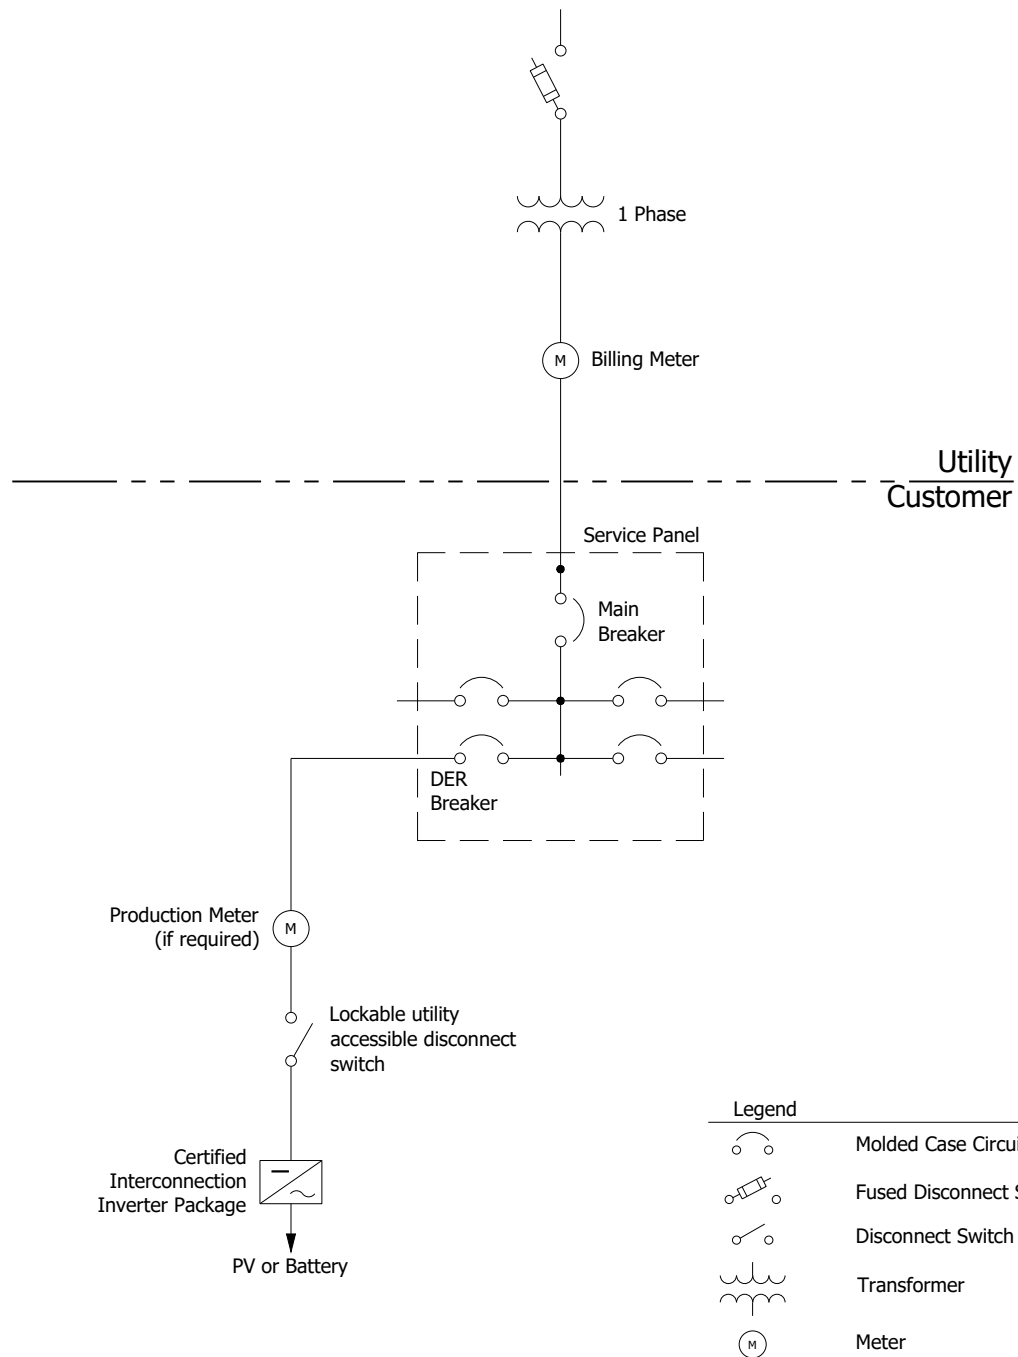 1 Phase
M
Billing Meter
Utility
Customer
Service Panel
Main
Breaker
DER
Breaker
Production Meter
(if required)
M
Lockable utility
accessible disconnect
switch
Certified
Interconnection
Inverter Package
PV or Battery
Legend
Molded Case
Fused Disconnect
Disconnect Switch
Transformer
M
Meter